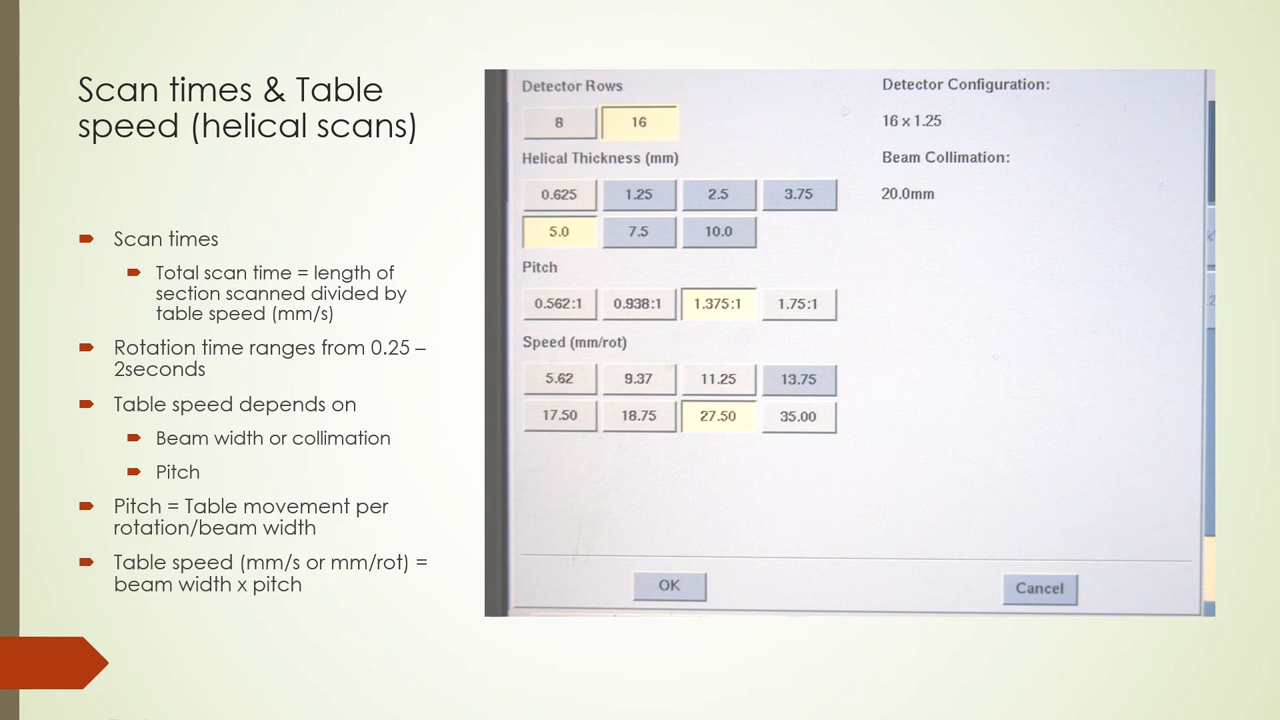 Scan times & Table
speed (helical scans)
Scan times
Total scan time = length of
section scanned divided by
table speed (mm/s)
Rotation time ranges from 0.25 –
2seconds
Table speed depends on
Beam width or collimation
Pitch
Pitch = Table movement per
rotation/beam width
Table speed (mm/s or mm/rot) =
beam width x pitch
Detector Rows
8 16
Helical Thickness (mm)
0.625 1.25 2.5 3.75
5.0 7.5 10.0
Pitch
0.562:1 0.938:1 1.375:1 1.75:1
Speed (mm/rot)
5.62 9.37 11.25 13.75
17.50 18.75 27.50 35.00
Detector Configuration:
16 x 1.25
Beam Collimation:
20.0mm
OK Cancel